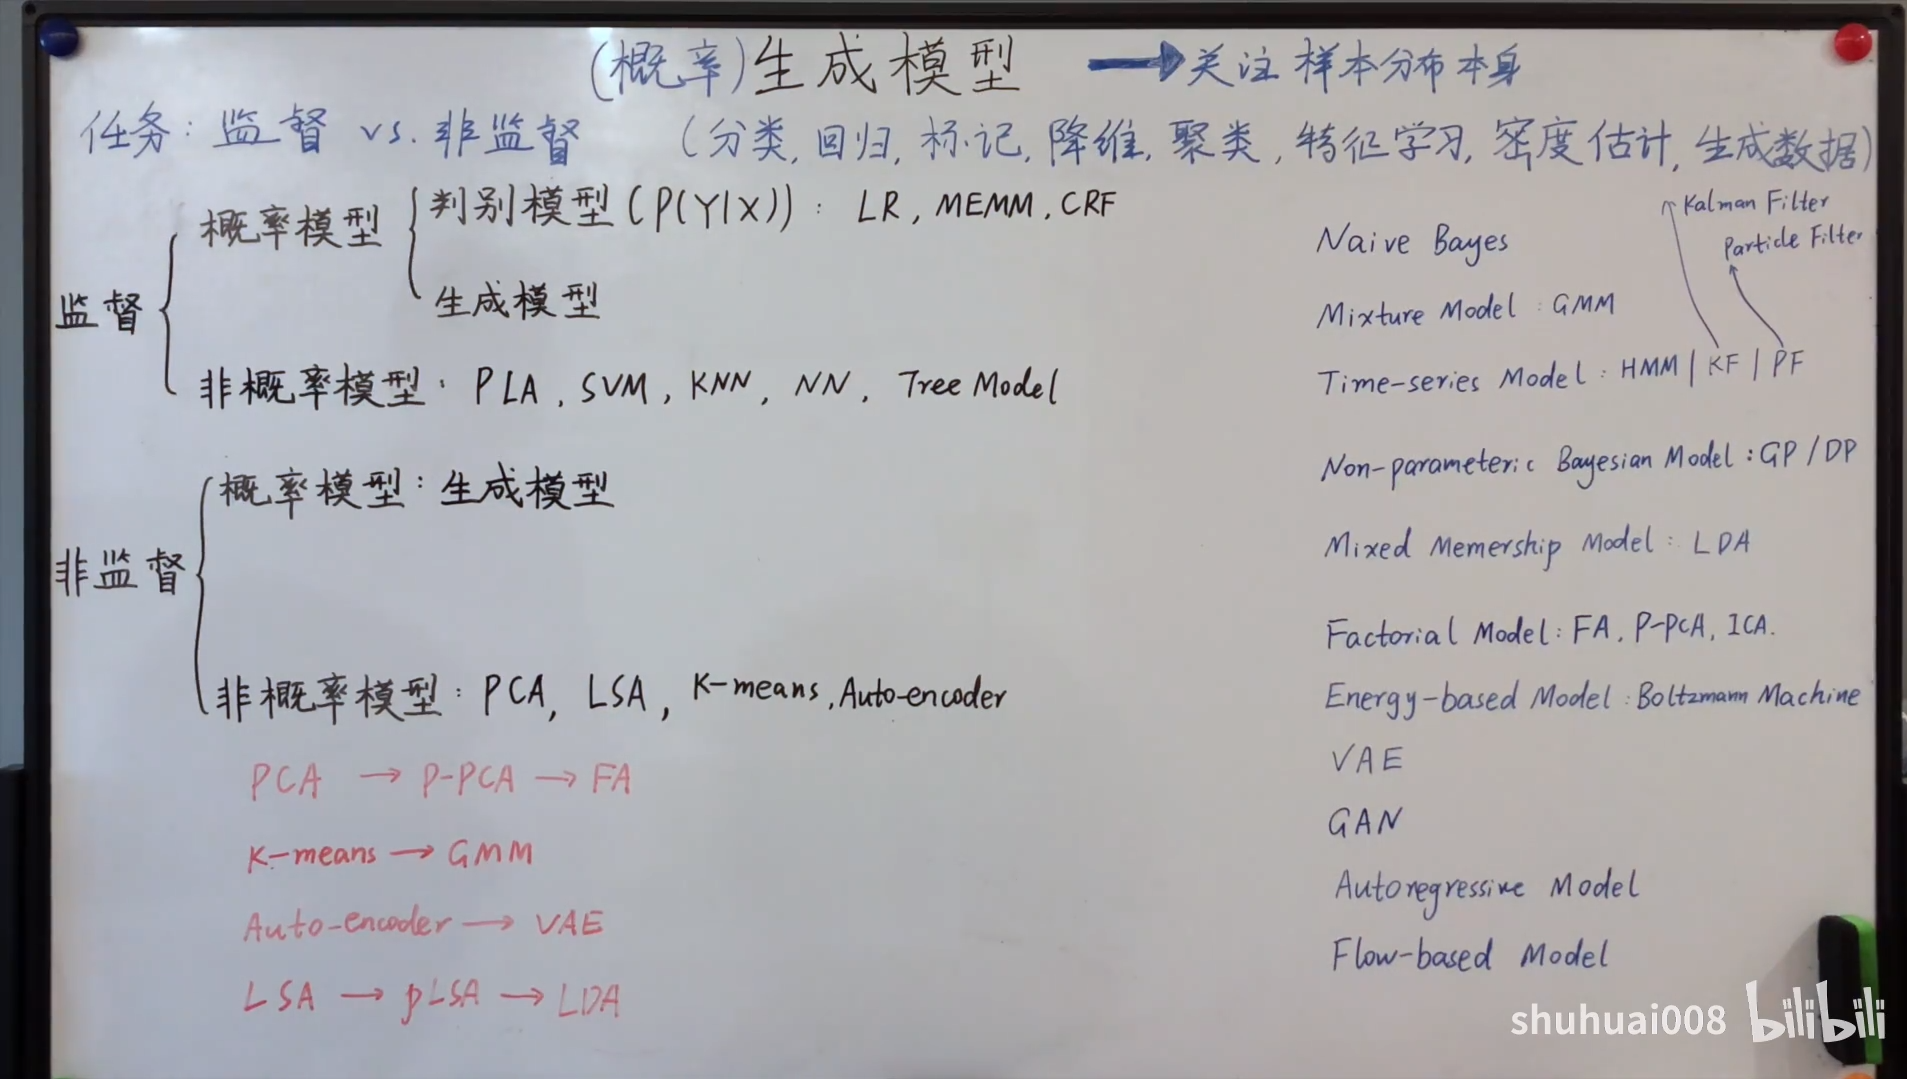 (概率)生成模型 → 关注样本分布本身
任务: 监督 vs. 非监督 (分类, 回归, 标记, 降维, 聚类, 特征学习, 密度估计, 生成数据)
监督
概率模型
判别模型 (P(Y|X)): LR, MEMM, CRF
生成模型
非概率模型: PLA, SVM, KNN, NN, Tree Model
非监督
概率模型: 生成模型
非概率模型: PCA, LSA, K-means, Auto-encoder
PCA → P-PCA → FA
K-means → GMM
Auto-encoder → VAE
LSA → pLSA → LDA
Kalman Filter
Particle Filter
Naive Bayes
Mixture Model: GMM
Time-series Model: HMM | KF | PF
Non-parameteric Bayesian Model: GP / DP
Mixed Memership Model: LDA
Factorial Model: FA, P-PCA, ICA.
Energy-based Model: Boltzmann Machine
VAE
GAN
Autoregressive Model
Flow-based Model
shuhuai008 bilibili